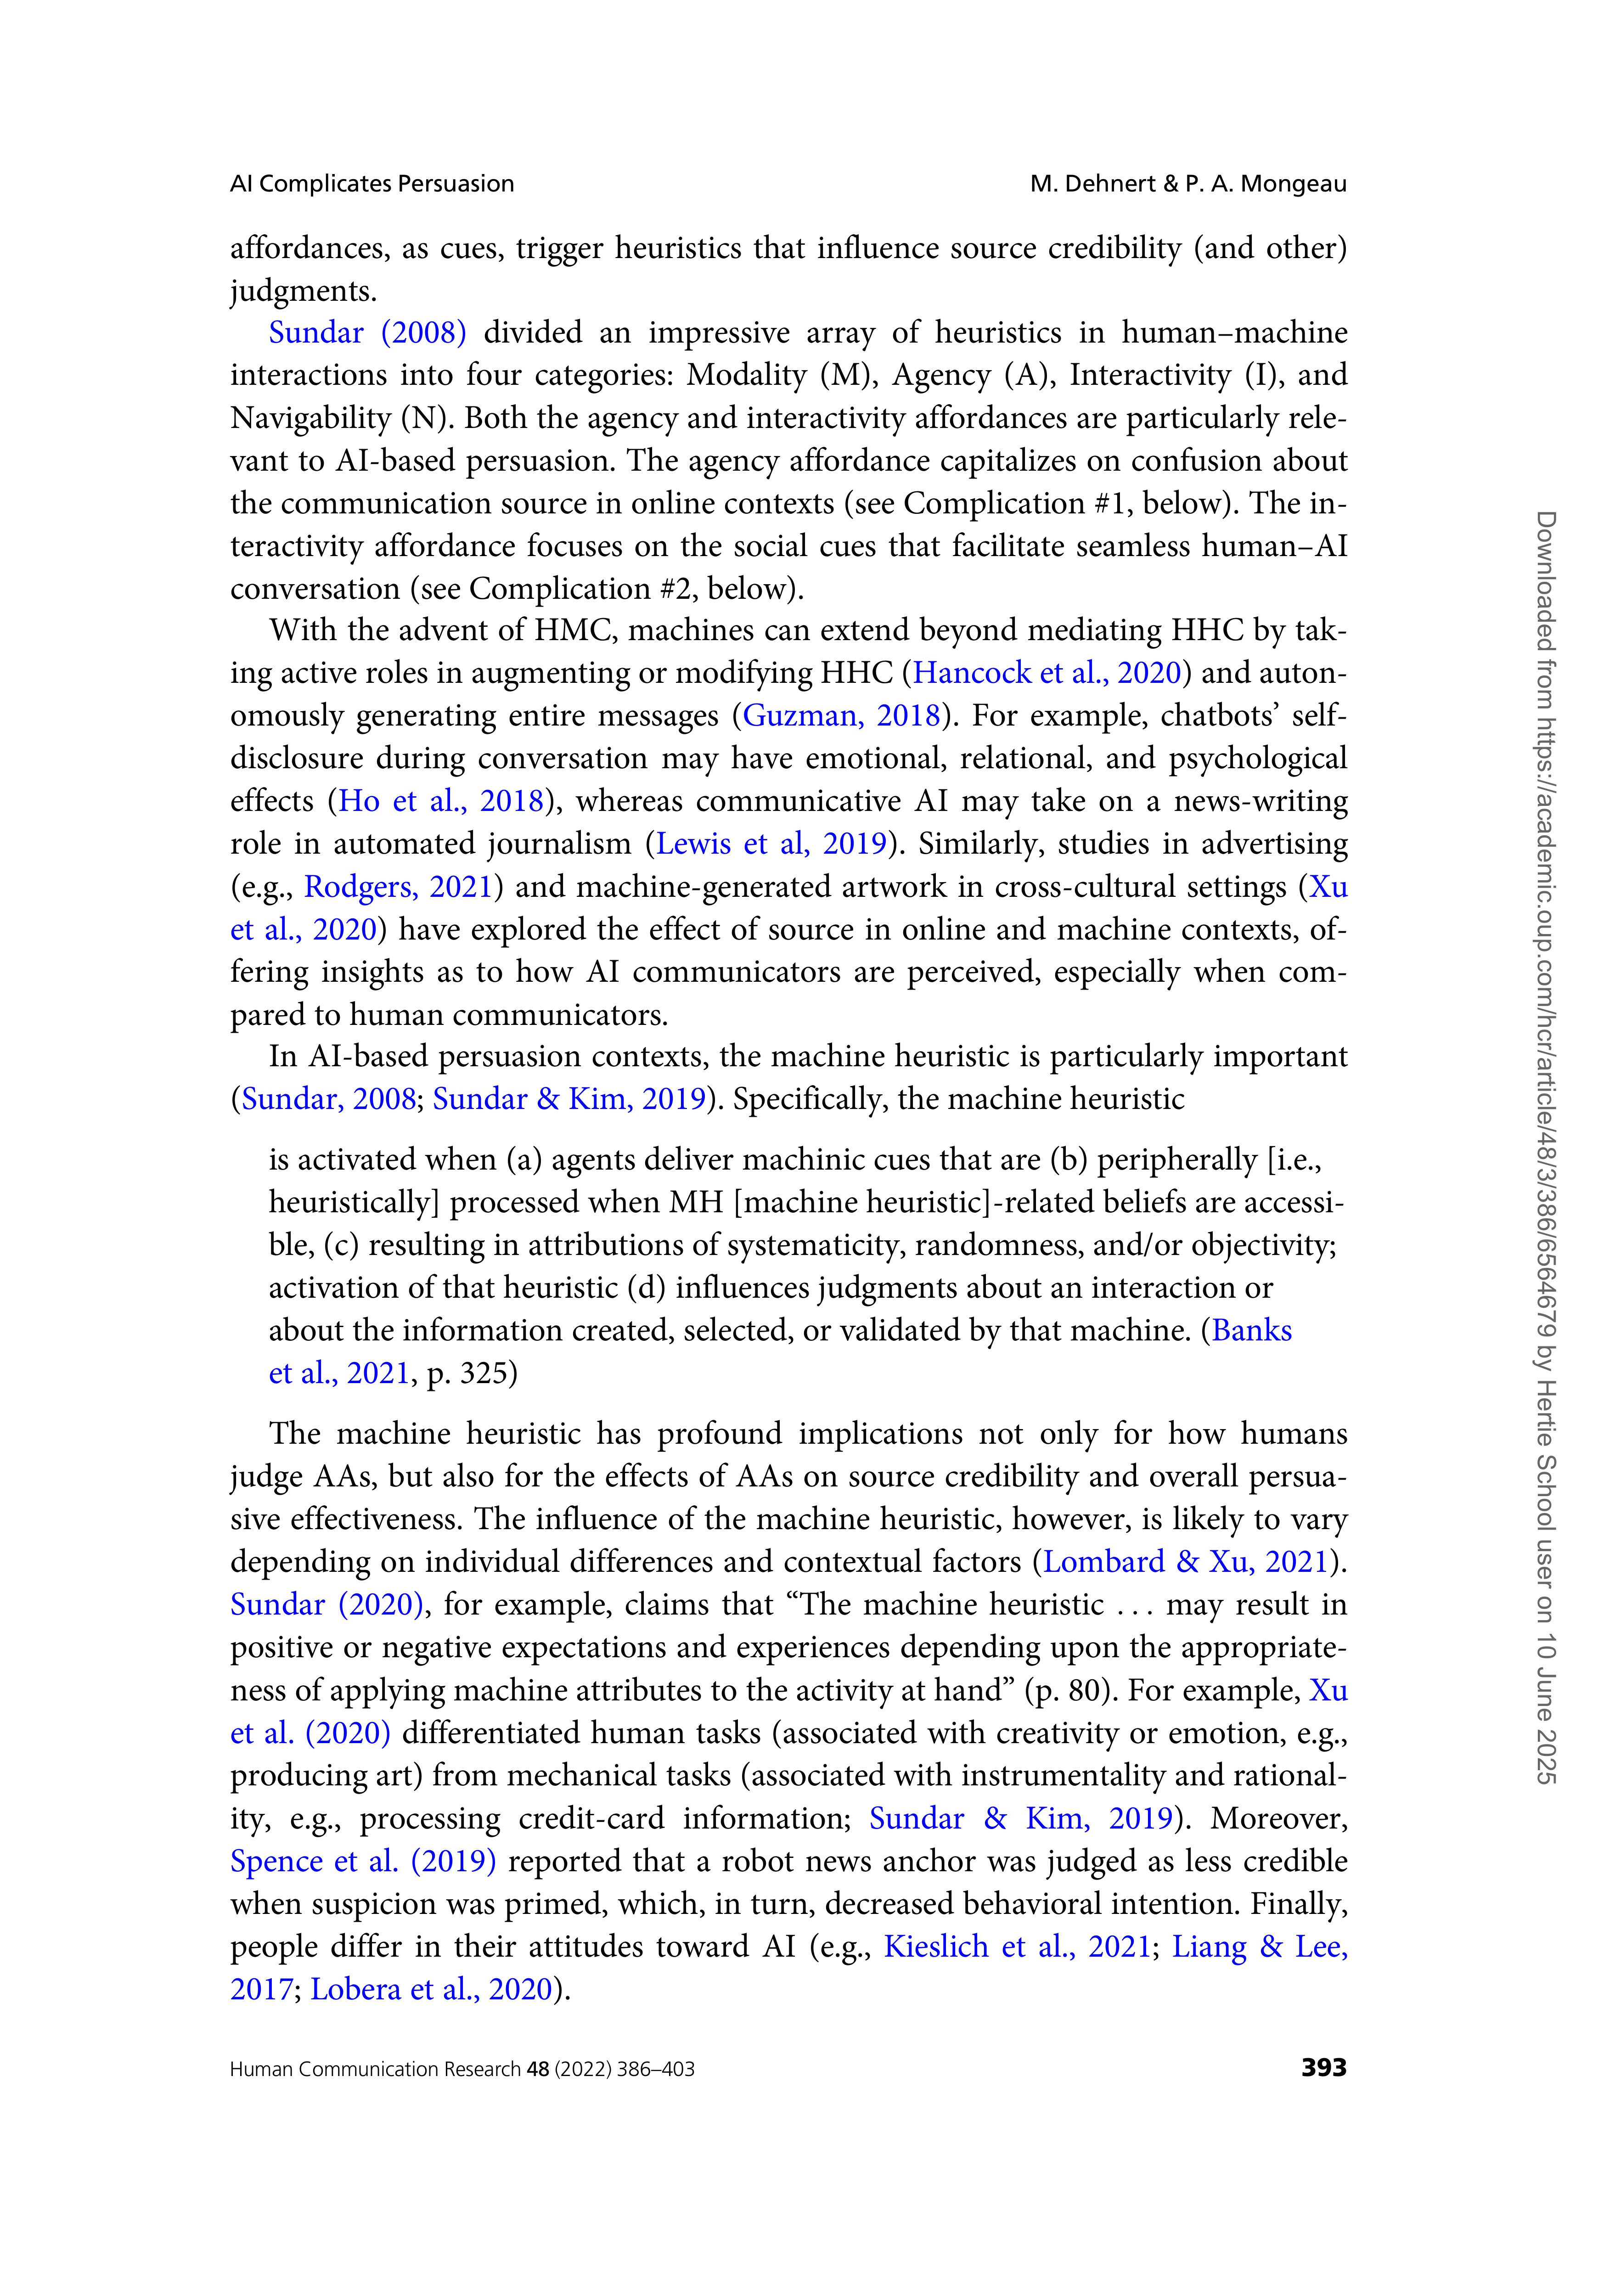 AI Complicates Persuasion
M. Dehnert & P. A. Mongeau
affordances, as cues, trigger heuristics that influence source credibility (and other)
judgments.
Sundar (2008) divided an impressive array of heuristics in human–machine
interactions into four categories: Modality (M), Agency (A), Interactivity (I), and
Navigability (N). Both the agency and interactivity affordances are particularly rele-
vant to AI-based persuasion. The agency affordance capitalizes on confusion about
the communication source in online contexts (see Complication #1, below). The in-
teractivity affordance focuses on the social cues that facilitate seamless human–AI
conversation (see Complication #2, below).
With the advent of HMC, machines can extend beyond mediating HHC by tak-
ing active roles in augmenting or modifying HHC (Hancock et al., 2020) and auton-
omously generating entire messages (Guzman, 2018). For example, chatbots’ self-
disclosure during conversation may have emotional, relational, and psychological
effects (Ho et al., 2018), whereas communicative AI may take on a news-writing
role in automated journalism (Lewis et al, 2019). Similarly, studies in advertising
(e.g., Rodgers, 2021) and machine-generated artwork in cross-cultural settings (Xu
et al., 2020) have explored the effect of source in online and machine contexts, of-
fering insights as to how AI communicators are perceived, especially when com-
pared to human communicators.
In AI-based persuasion contexts, the machine heuristic is particularly important
(Sundar, 2008; Sundar & Kim, 2019). Specifically, the machine heuristic
is activated when (a) agents deliver machinic cues that are (b) peripherally [i.e.,
heuristically] processed when MH [machine heuristic]-related beliefs are accessi-
ble, (c) resulting in attributions of systematicity, randomness, and/or objectivity;
activation of that heuristic (d) influences judgments about an interaction or
about the information created, selected, or validated by that machine. (Banks
et al., 2021, p. 325)
The machine heuristic has profound implications not only for how humans
judge AAs, but also for the effects of AAs on source credibility and overall persua-
sive effectiveness. The influence of the machine heuristic, however, is likely to vary
depending on individual differences and contextual factors (Lombard & Xu, 2021).
Sundar (2020), for example, claims that “The machine heuristic ... may result in
positive or negative expectations and experiences depending upon the appropriate-
ness of applying machine attributes to the activity at hand” (p. 80). For example, Xu
et al. (2020) differentiated human tasks (associated with creativity or emotion, e.g.,
producing art) from mechanical tasks (associated with instrumentality and rational-
ity, e.g., processing credit-card information; Sundar & Kim, 2019). Moreover,
Spence et al. (2019) reported that a robot news anchor was judged as less credible
when suspicion was primed, which, in turn, decreased behavioral intention. Finally,
people differ in their attitudes toward AI (e.g., Kieslich et al., 2021; Liang & Lee,
2017; Lobera et al., 2020).
Human Communication Research 48 (2022) 386–403
393
Downloaded from https://academic.oup.com/hcr/article/48/3/386/6564679 by Hertie School user on 10 June 2025